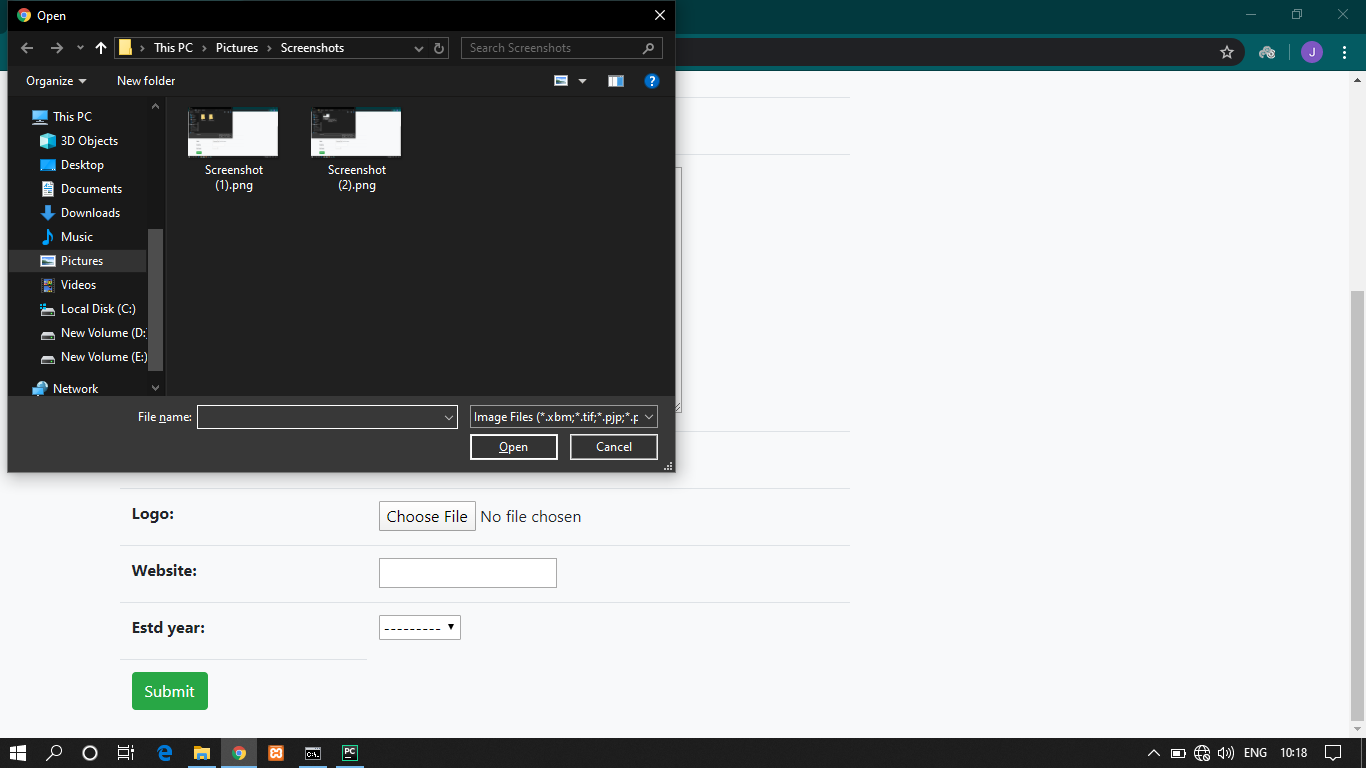 Open
This PC
Pictures
Screenshots
Search Screenshots
J
Organize
New folder
This PC
3D Objects
Desktop
Documents
Downloads
Music
Pictures
Videos
Local Disk (C:)
New Volume (D:
New Volume (E:)
Network
Screenshot
(1).png
Screenshot
(2).png
File name:
Image Files (*.xbm;*.tif;*.pjp;*.p
Open
Cancel
Logo:
Choose File No file chosen
Website:
Estd year:
---------
Submit
C:\.
PC
ENG
10:18